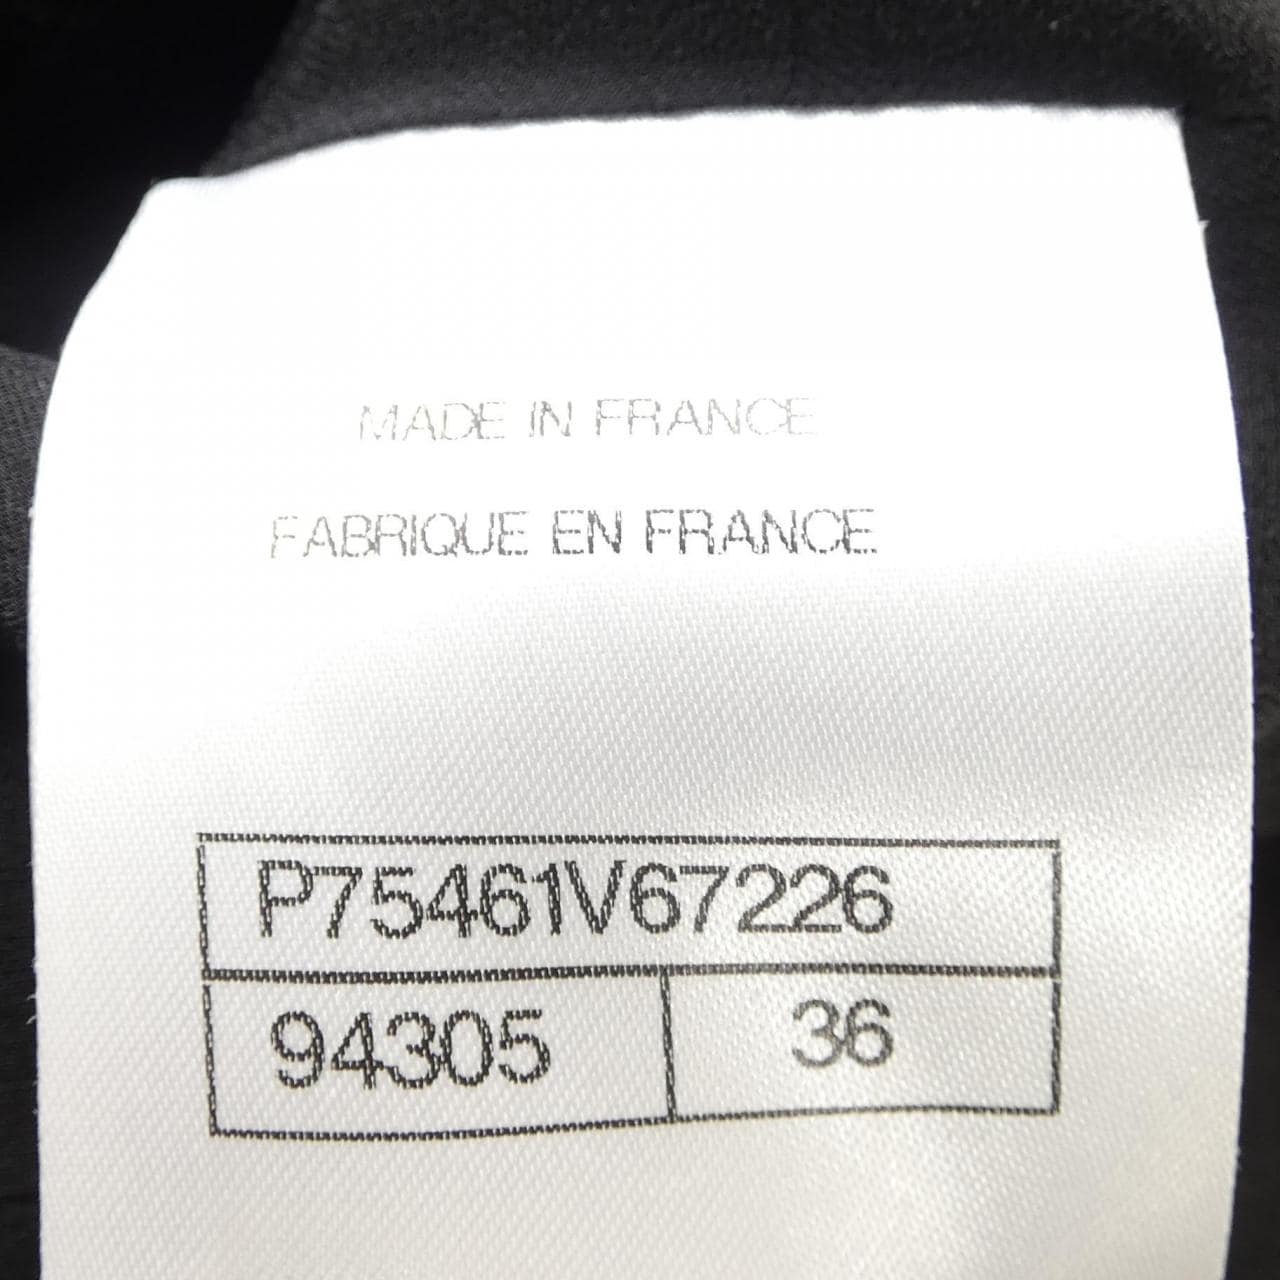 MADE IN FRANCE
FABRIQUE EN FRANCE
P75461V67226
94305 36